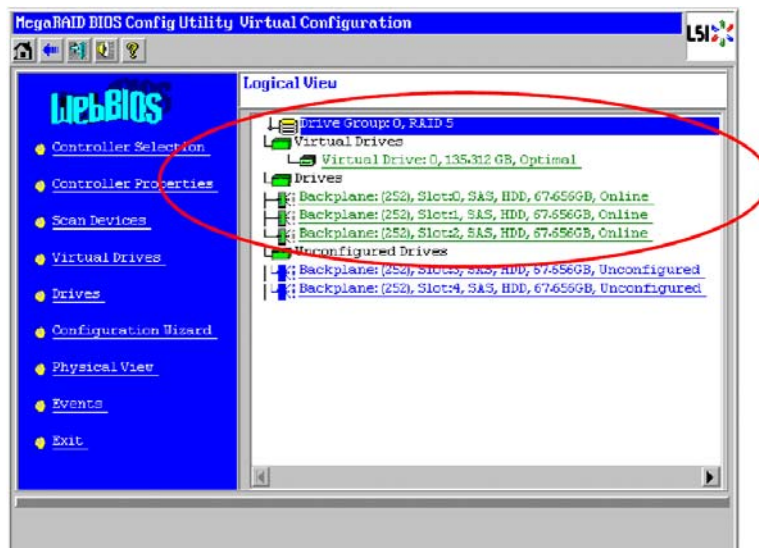 MegaRAID BIOS Config Utility Virtual Configuration
LSI
WebBIOS
Controller Selection
Controller Properties
Scan Devices
Virtual Drives
Drives
Configuration Wizard
Physical View
Events
Exit
Logical View
Drive Group: 0, RAID 5
Virtual Drives
Virtual Drive: 0, 135.312 GB, Optimal
Drives
Backplane: (252), Slot:0, SAS, HDD, 67.656GB, Online
Backplane: (252), Slot:1, SAS, HDD, 67.656GB, Online
Backplane: (252), Slot:2, SAS, HDD, 67.656GB, Online
Unconfigured Drives
Backplane: (252), Slot:3, SAS, HDD, 67.656GB, Unconfigured
Backplane: (252), Slot:4, SAS, HDD, 67.656GB, Unconfigured